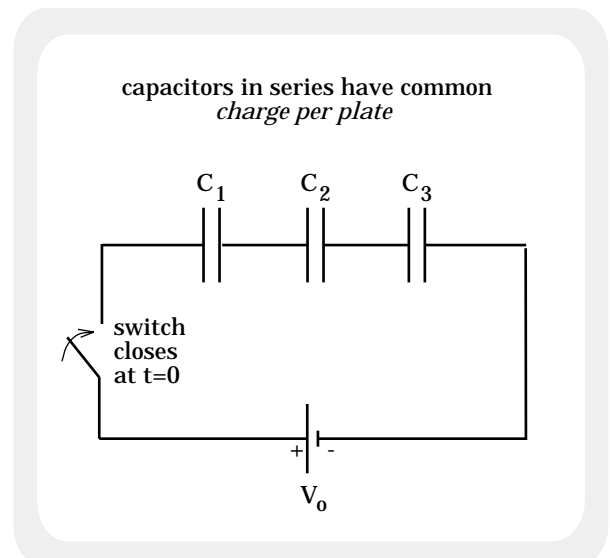 capacitors in series have common
charge per plate
C1 C2 C3
switch
closes
at t=0
+ -
Vo